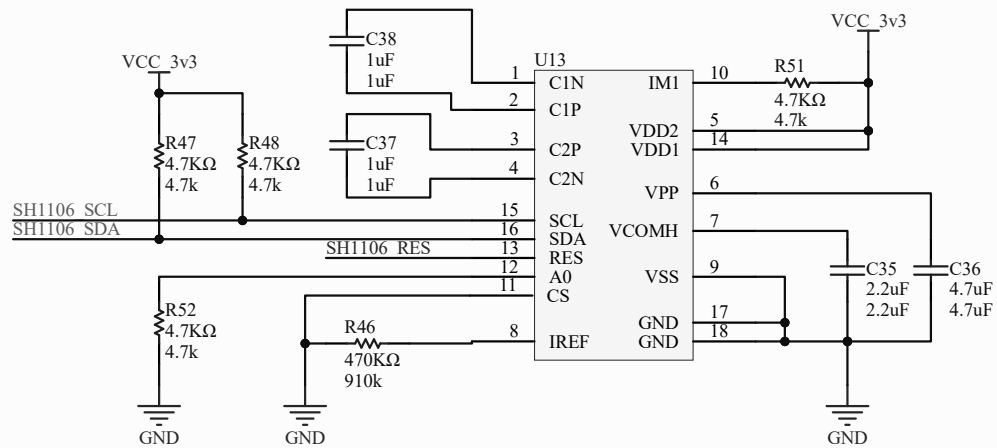 VCC_3v3
C38
1uF
1uF
U13
VCC_3v3
1 C1N
2 C1P
IM1 10
R51
4.7KΩ
4.7k
R47
4.7KΩ
4.7k
R48
4.7KΩ
4.7k
C37
1uF
1uF
3 C2P
4 C2N
VDD2 5
VDD1 14
VPP 6
SH1106_SCL
15 SCL
SH1106_SDA
16 SDA
VCOMH 7
SH1106_RES
13 RES
12 A0
11 CS
VSS 9
C35
2.2uF
2.2uF
C36
4.7uF
4.7uF
R52
4.7KΩ
4.7k
R46
470KΩ
910k
8 IREF
GND 17
GND 18
GND
GND
GND